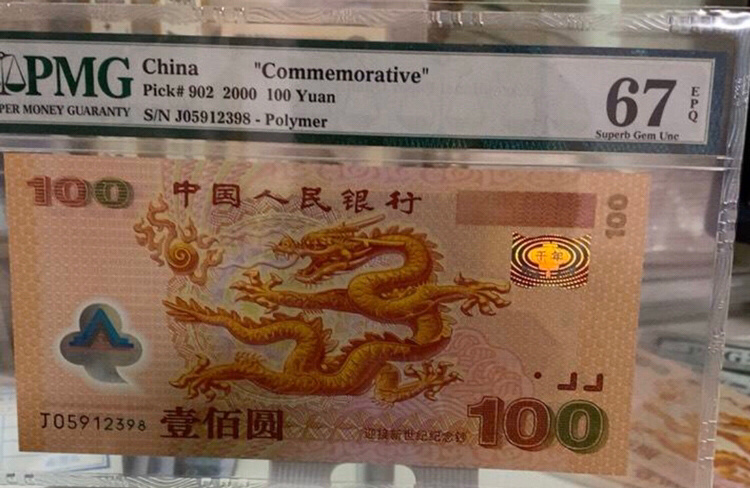 PMG
PER MONEY GUARANTY
China "Commemorative"
Pick# 902 2000 100 Yuan
S/N J05912398 - Polymer
67
EPQ
Superb Gem Unc
100 中国人民银行
100
千年
J05912398 壹佰圆
迎接新世纪纪念钞
100